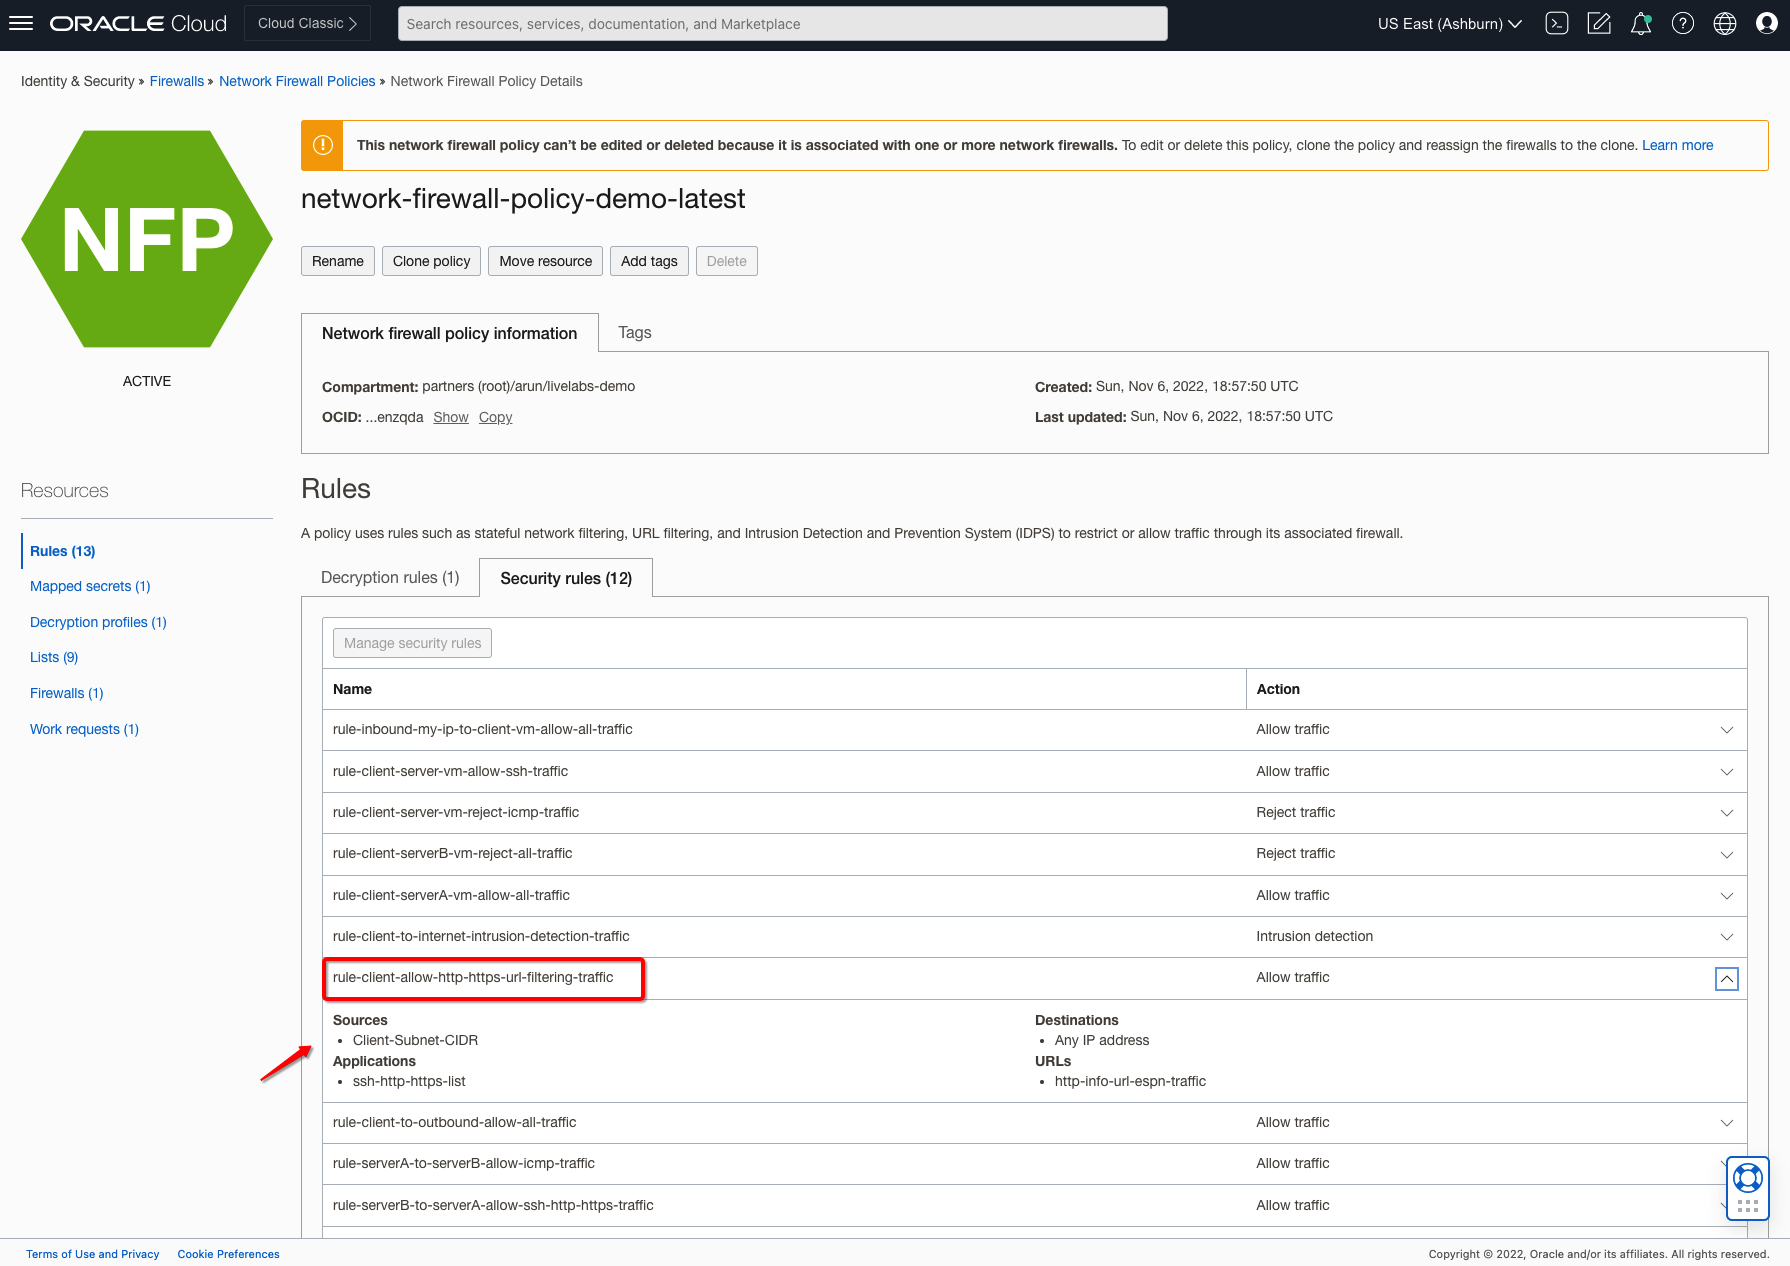 ORACLE Cloud
Cloud Classic
Search resources, services, documentation, and Marketplace
US East (Ashburn)
Identity & Security » Firewalls » Network Firewall Policies » Network Firewall Policy Details
NFP
ACTIVE
This network firewall policy can't be edited or deleted because it is associated with one or more network firewalls. To edit or delete this policy, clone the policy and reassign the firewalls to the clone. Learn more
network-firewall-policy-demo-latest
Rename Clone policy Move resource Add tags Delete
Network firewall policy information Tags
Compartment: partners (root)/arun/livelabs-demo
OCID: ...enzqda Show Copy
Created: Sun, Nov 6, 2022, 18:57:50 UTC
Last updated: Sun, Nov 6, 2022, 18:57:50 UTC
Resources
Rules (13)
Mapped secrets (1)
Decryption profiles (1)
Lists (9)
Firewalls (1)
Work requests (1)
Rules
A policy uses rules such as stateful network filtering, URL filtering, and Intrusion Detection and Prevention System (IDPS) to restrict or allow traffic through its associated firewall.
Decryption rules (1) Security rules (12)
Manage security rules
Name Action
rule-inbound-my-ip-to-client-vm-allow-all-traffic Allow traffic
rule-client-server-vm-allow-ssh-traffic Allow traffic
rule-client-server-vm-reject-icmp-traffic Reject traffic
rule-client-serverB-vm-reject-all-traffic Reject traffic
rule-client-serverA-vm-allow-all-traffic Allow traffic
rule-client-to-internet-intrusion-detection-traffic Intrusion detection
rule-client-allow-http-https-url-filtering-traffic Allow traffic
Sources
• Client-Subnet-CIDR
Applications
• ssh-http-https-list
Destinations
• Any IP address
URLs
• http-info-url-espn-traffic
rule-client-to-outbound-allow-all-traffic Allow traffic
rule-serverA-to-serverB-allow-icmp-traffic Allow traffic
rule-serverB-to-serverA-allow-ssh-http-https-traffic Allow traffic
Terms of Use and Privacy Cookie Preferences
Copyright © 2022, Oracle and/or its affiliates. All rights reserved.